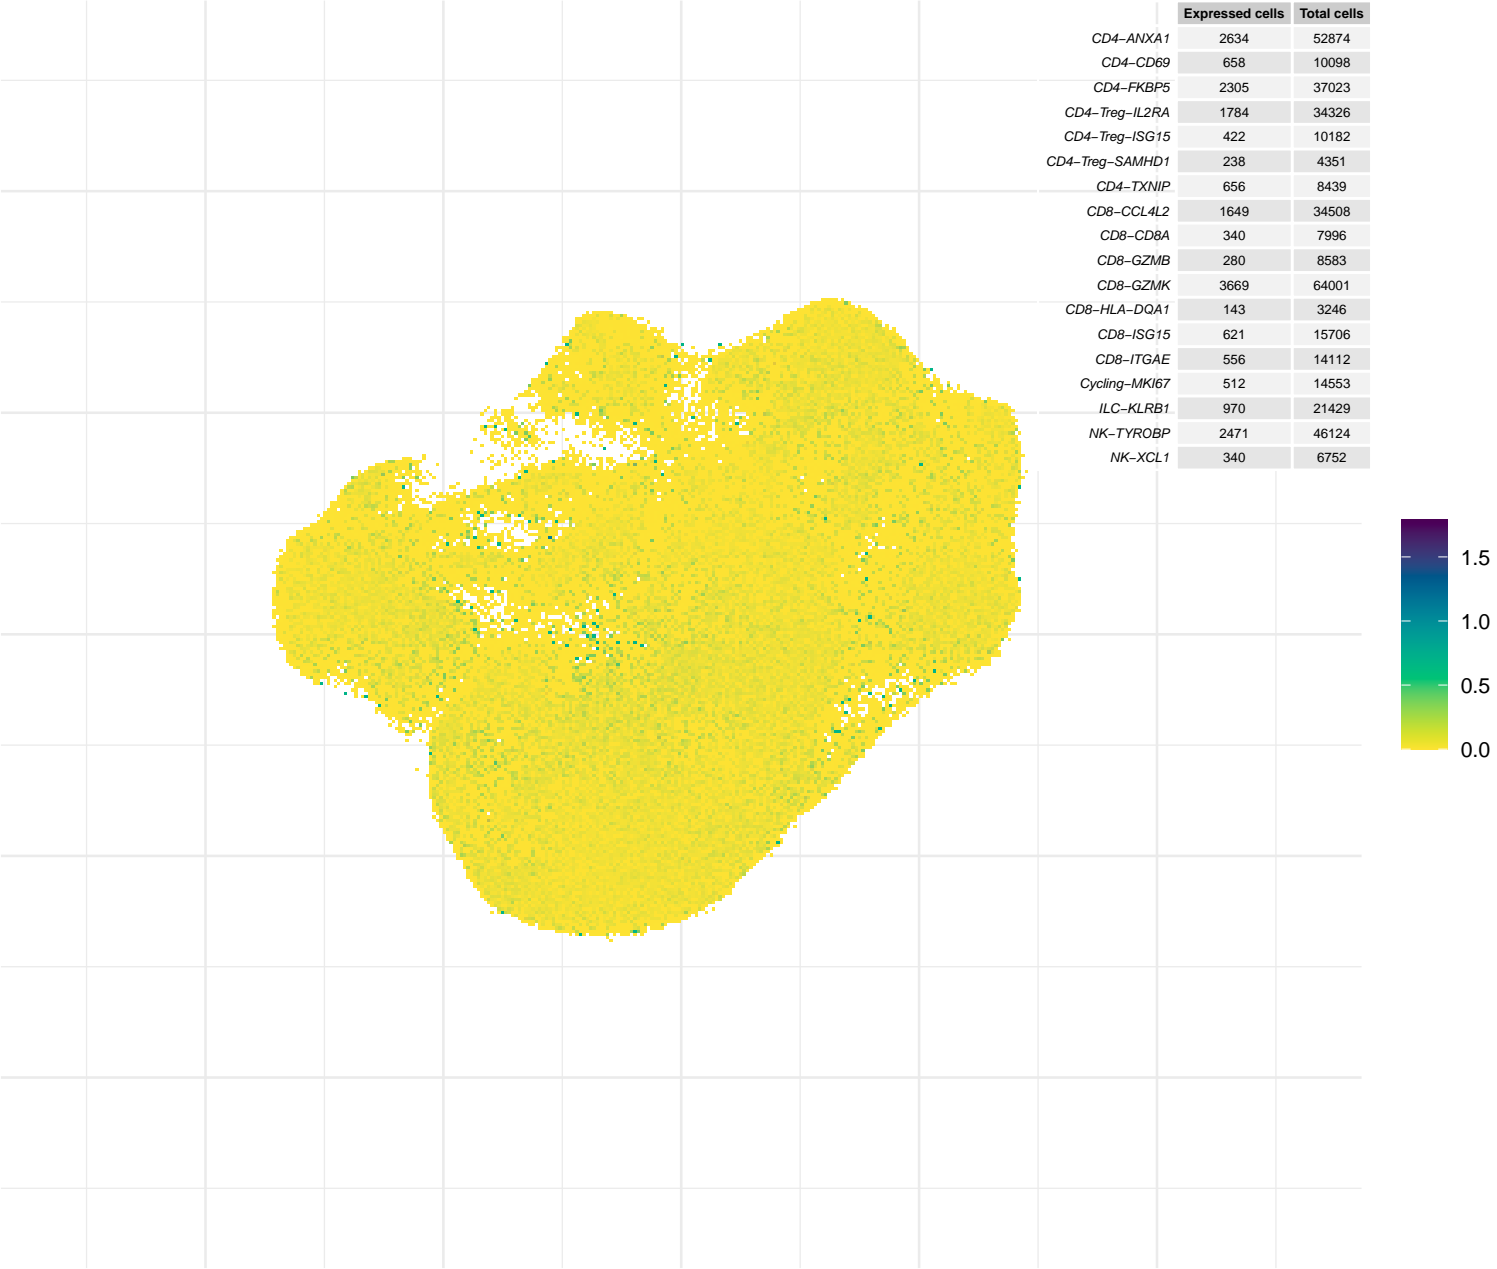 Expressed cells Total cells
CD4−ANXA1 2634 52874
CD4−CD69 658 10098
CD4−FKBP5 2305 37023
CD4−Treg−IL2RA 1784 34326
CD4−Treg−ISG15 422 10182
CD4−Treg−SAMHD1 238 4351
CD4−TXNIP 656 8439
CD8−CCL4L2 1649 34508
CD8−CD8A 340 7996
CD8−GZMB 280 8583
CD8−GZMK 3669 64001
CD8−HLA−DQA1 143 3246
CD8−ISG15 621 15706
CD8−ITGAE 556 14112
Cycling−MKI67 512 14553
ILC−KLRB1 970 21429
NK−TYROBP 2471 46124
NK−XCL1 340 6752
1.5
1.0
0.5
0.0